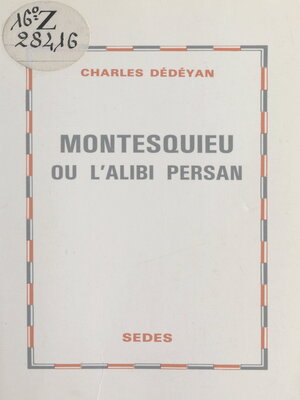 16° Z
28416
CHARLES DÉDÉYAN
MONTESQUIEU
OU L'ALIBI PERSAN
SEDES